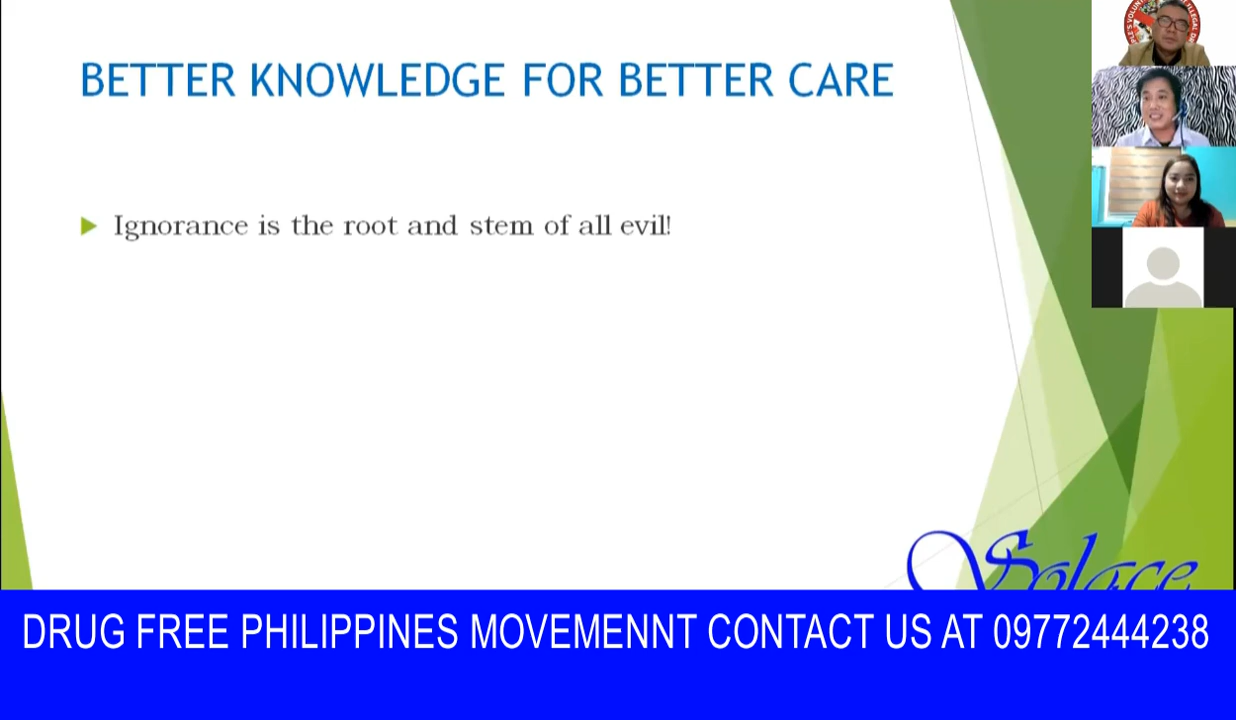 BETTER KNOWLEDGE FOR BETTER CARE
Ignorance is the root and stem of all evil!
Solace
DRUG FREE PHILIPPINES MOVEMENNT CONTACT US AT 09772444238